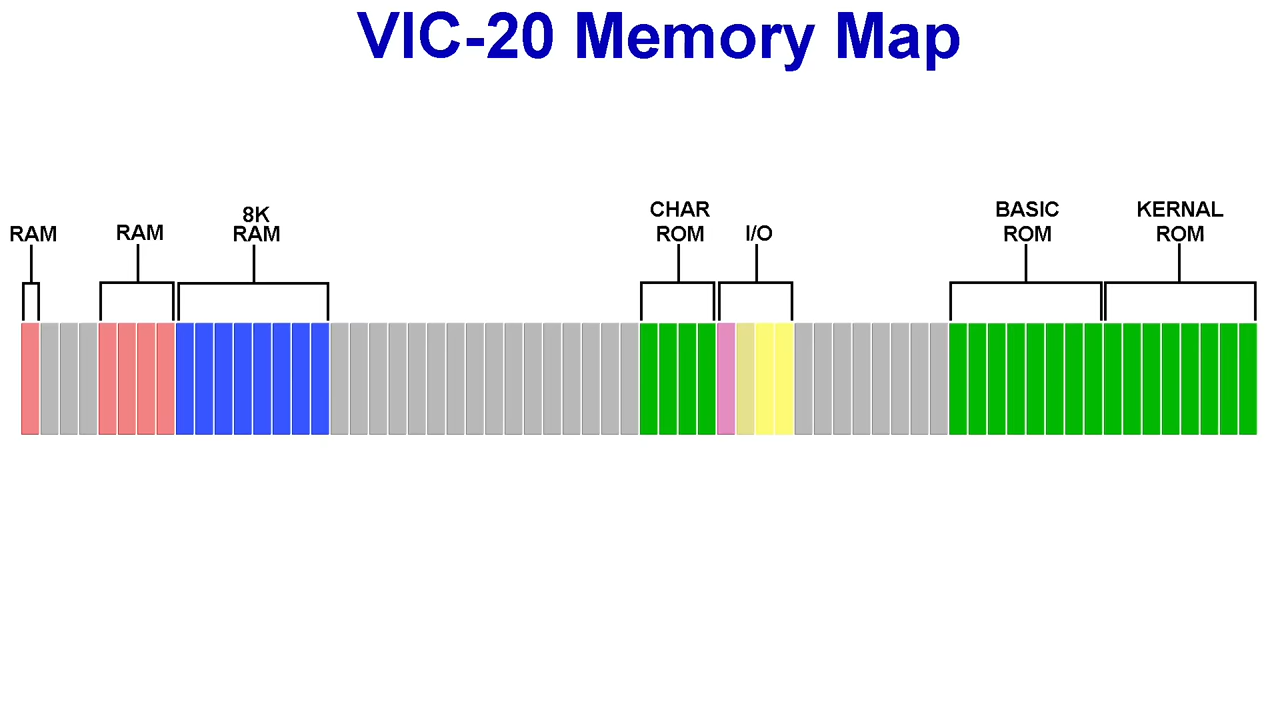 VIC-20 Memory Map
RAM
RAM
8K
RAM
CHAR
ROM
I/O
BASIC
ROM
KERNAL
ROM